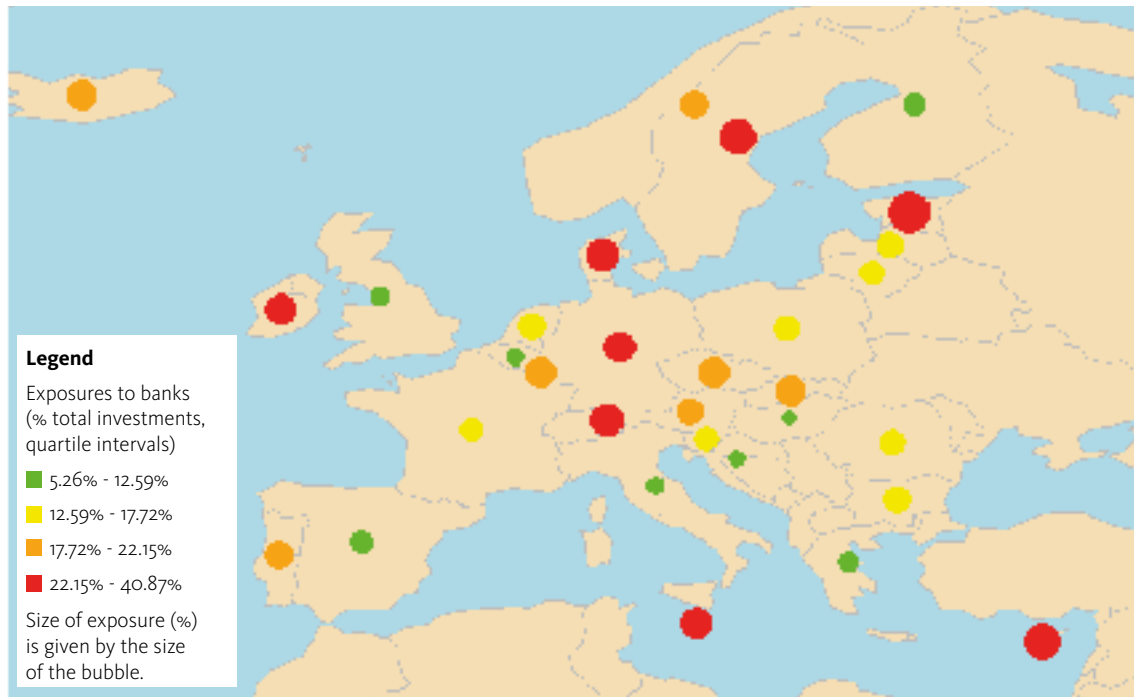 Legend
Exposures to banks
(% total investments,
quartile intervals)
5.26% - 12.59%
12.59% - 17.72%
17.72% - 22.15%
22.15% - 40.87%
Size of exposure (%)
is given by the size
of the bubble.